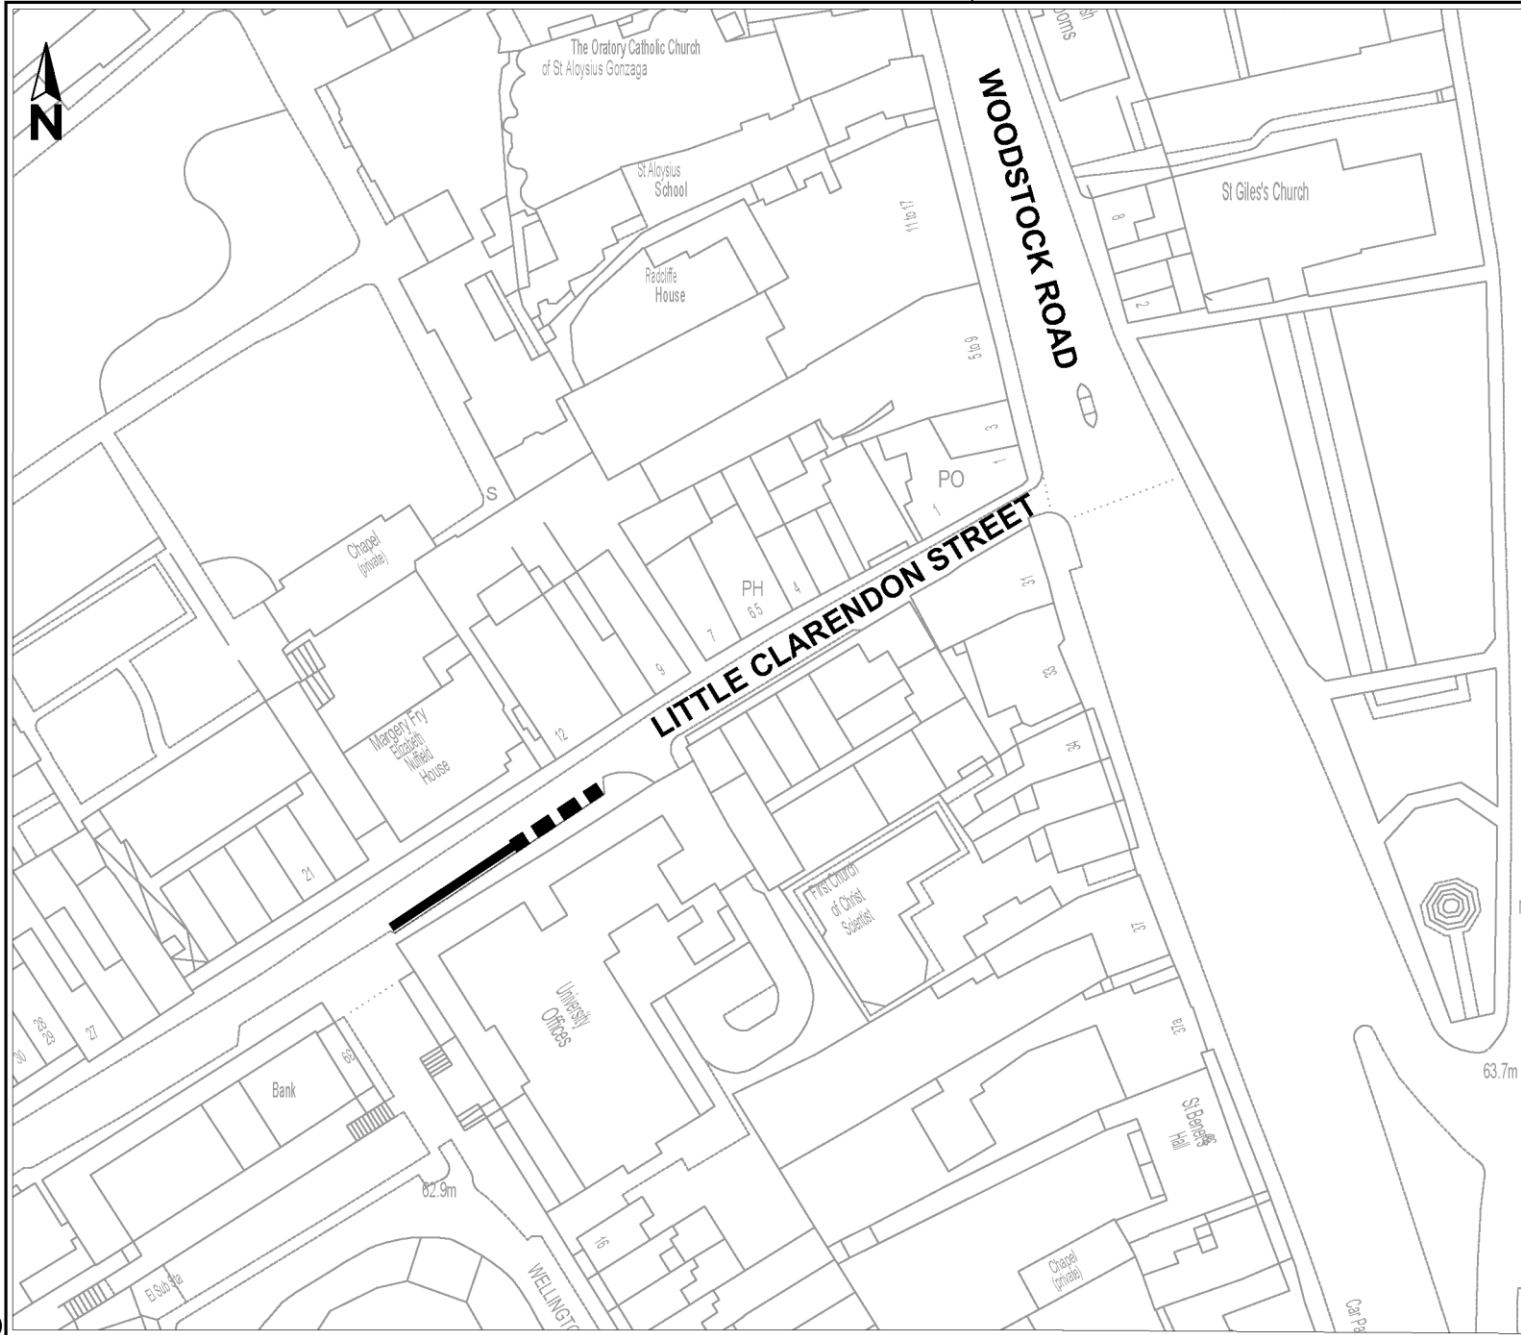 N
The Oratory Catholic Church
of St Aloysius Gonzaga
St Aloysius
School
Radcliffe
House
11 to 17
5 to 9
3
1
PO
1
WOODSTOCK ROAD
St Giles's Church
8
2
S
Chapel
(private)
PH
6 5
4
7
9
12
LITTLE CLARENDON STREET
31
33
34
37
37a
Margery Fry
Elizabeth
Nuffield
House
21
27
30
First Church
of Christ
Scientist
University
Offices
Bank
62.9m
63.7m
16
El Sub Sta
WELLINGTO
Chapel
(private)
St Benet's
Hall
Car Pa